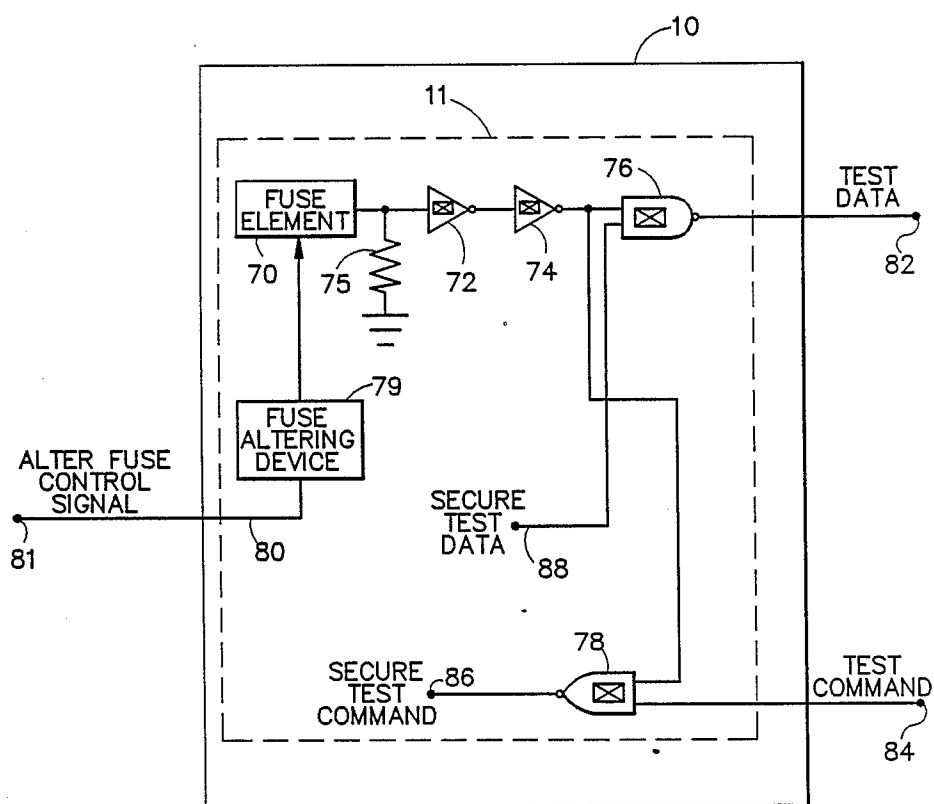 10
11
76
TEST
DATA
82
FUSE
ELEMENT
70
75
72
74
79
FUSE
ALTERING
DEVICE
ALTER FUSE
CONTROL
SIGNAL
81
80
SECURE
TEST
DATA
88
78
SECURE
TEST
COMMAND
86
TEST
COMMAND
84